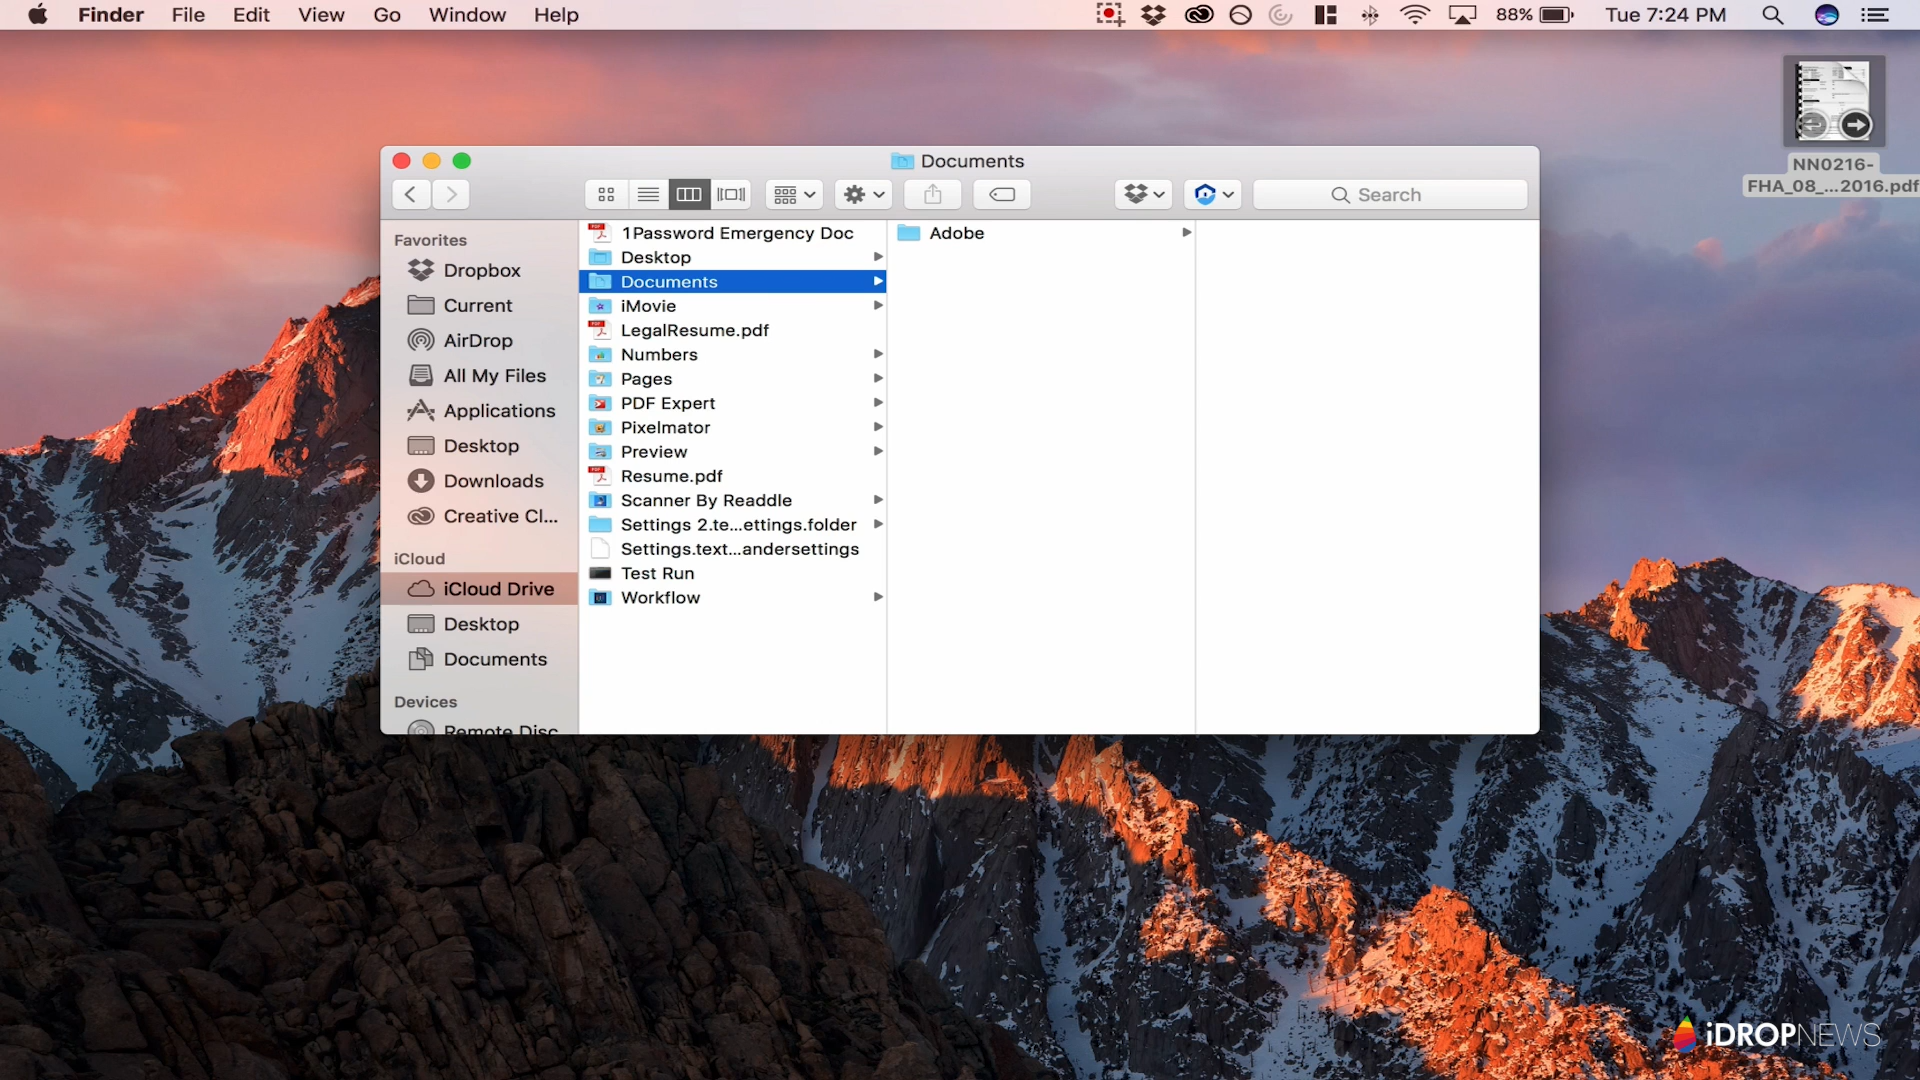 Finder File Edit View Go Window Help 88% Tue 7:24 PM
NN0216-
FHA_08_...2016.pdf
Documents
Search
Favorites
Dropbox
Current
AirDrop
All My Files
Applications
Desktop
Downloads
Creative Cl...
iCloud
iCloud Drive
Desktop
Documents
Devices
Remote Disc
1Password Emergency Doc
Desktop
Documents
iMovie
LegalResume.pdf
Numbers
Pages
PDF Expert
Pixelmator
Preview
Resume.pdf
Scanner By Readdle
Settings 2.te...ettings.folder
Settings.text...andersettings
Test Run
Workflow
Adobe
iDROPNEWS